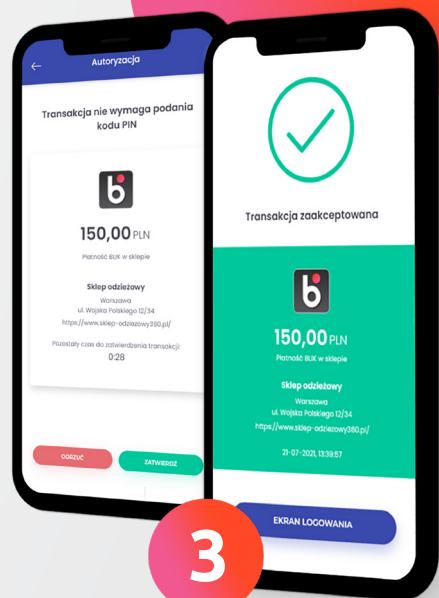 Autoryzacja
Transakcja nie wymaga podania
kodu PIN
b
150,00 PLN
Płatność BLIK w sklepie
Sklep odzieżowy
Warszawa
ul. Wojska Polskiego 12/34
https://www.sklep-odziezowy360.pl/
Pozostały czas do zatwierdzenia transakcji:
0:28
ODRZUĆ
ZATWIERDŹ
Transakcja zaakceptowana
b
150,00 PLN
Płatność BLIK w sklepie
Sklep odzieżowy
Warszawa
ul. Wojska Polskiego 12/34
https://www.sklep-odziezowy360.pl/
21-07-2021, 13:39:57
EKRAN LOGOWANIA
3